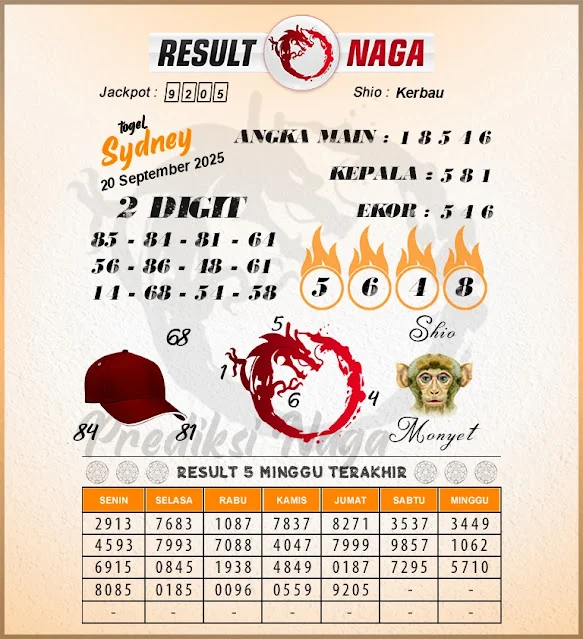 RESULT NAGA
Jackpot : 9205
Shio : Kerbau
togel
Sydney
20 September 2025
ANGKA MAIN : 1 8 5 4 6
KEPALA : 5 8 1
EKOR : 5 4 6
2 DIGIT
85 - 84 - 81 - 64
56 - 86 - 48 - 61
14 - 68 - 54 - 58
5 6 4 8
68
84 81
5
1
6
4
Shio
Monyet
Prediksi Naga
RESULT 5 MINGGU TERAKHIR
SENIN SELASA RABU KAMIS JUMAT SABTU MINGGU
2913 7683 1087 7837 8271 3537 3449
4593 7993 7088 4047 7999 9857 1062
6915 0845 1938 4849 0187 7295 5710
8085 0185 0096 0559 9205 - -
- - - - - - -